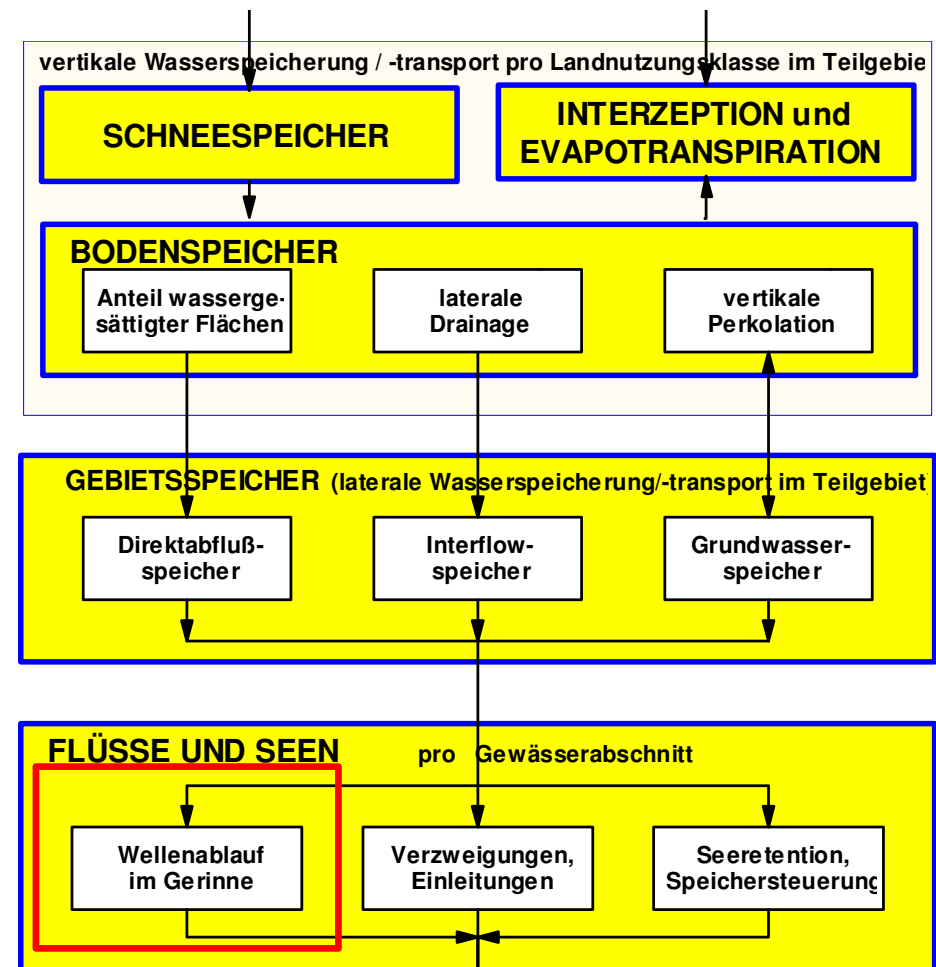 vertikale Wasserspeicherung / -transport pro Landnutzungsklasse im Teilgebie
SCHNEESPEICHER
INTERZEPTION und
EVAPOTRANSPIRATION
BODENSPEICHER
Anteil wasserge-
sättigter Flächen
laterale
Drainage
vertikale
Perkolation
GEBIETSSPEICHER (laterale Wasserspeicherung/-transport im Teilgebiet)
Direktabfluß-
speicher
Interflow-
speicher
Grundwasser-
speicher
FLÜSSE UND SEEN pro Gewässerabschnitt
Wellenablauf
im Gerinne
Verzweigungen,
Einleitungen
Seeretention,
Speichersteuerung